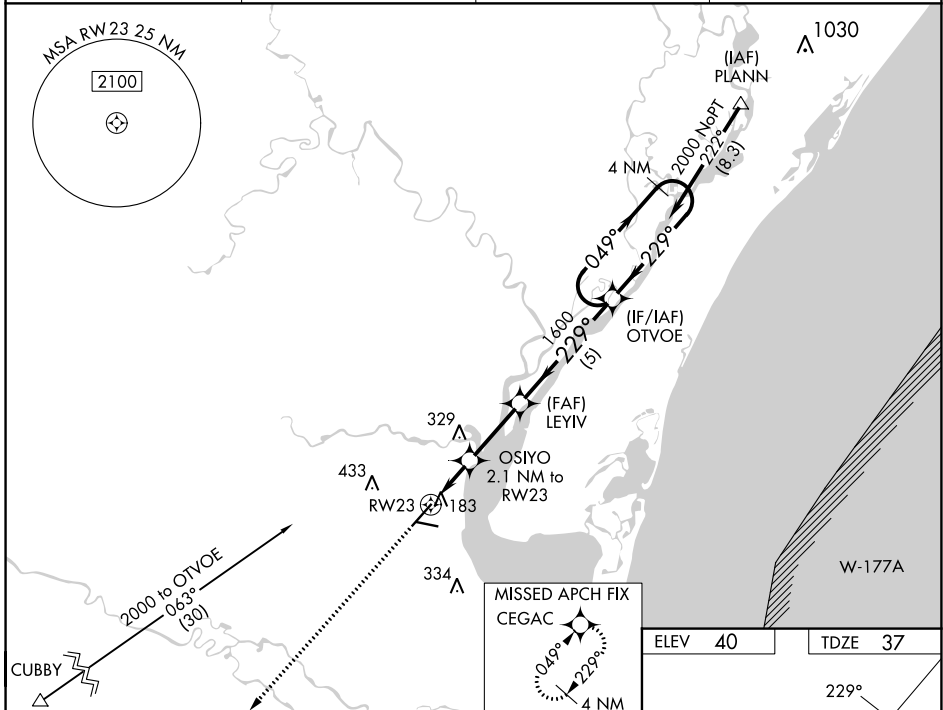 MSA RW23 25 NM
2100
1030
(IAF)
PLANN
2000 NoPT
222°
(8.3)
4 NM
049°
229°
(IF/IAF)
OTVOE
1600
229°
(5)
(FAF)
LEYIV
329
OSIYO
2.1 NM to
RW23
433
RW23
183
334
2000 to OTVOE
063°
(30)
CUBBY
W-177A
MISSED APCH FIX
CEGAC
049°
229°
4 NM
ELEV 40
TDZE 37
229°